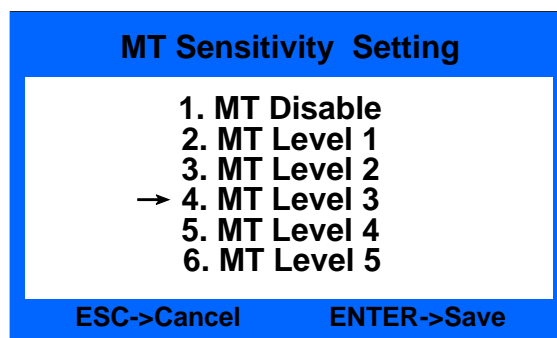 MT Sensitivity Setting
1. MT Disable
2. MT Level 1
3. MT Level 2
→ 4. MT Level 3
5. MT Level 4
6. MT Level 5
ESC->Cancel ENTER->Save